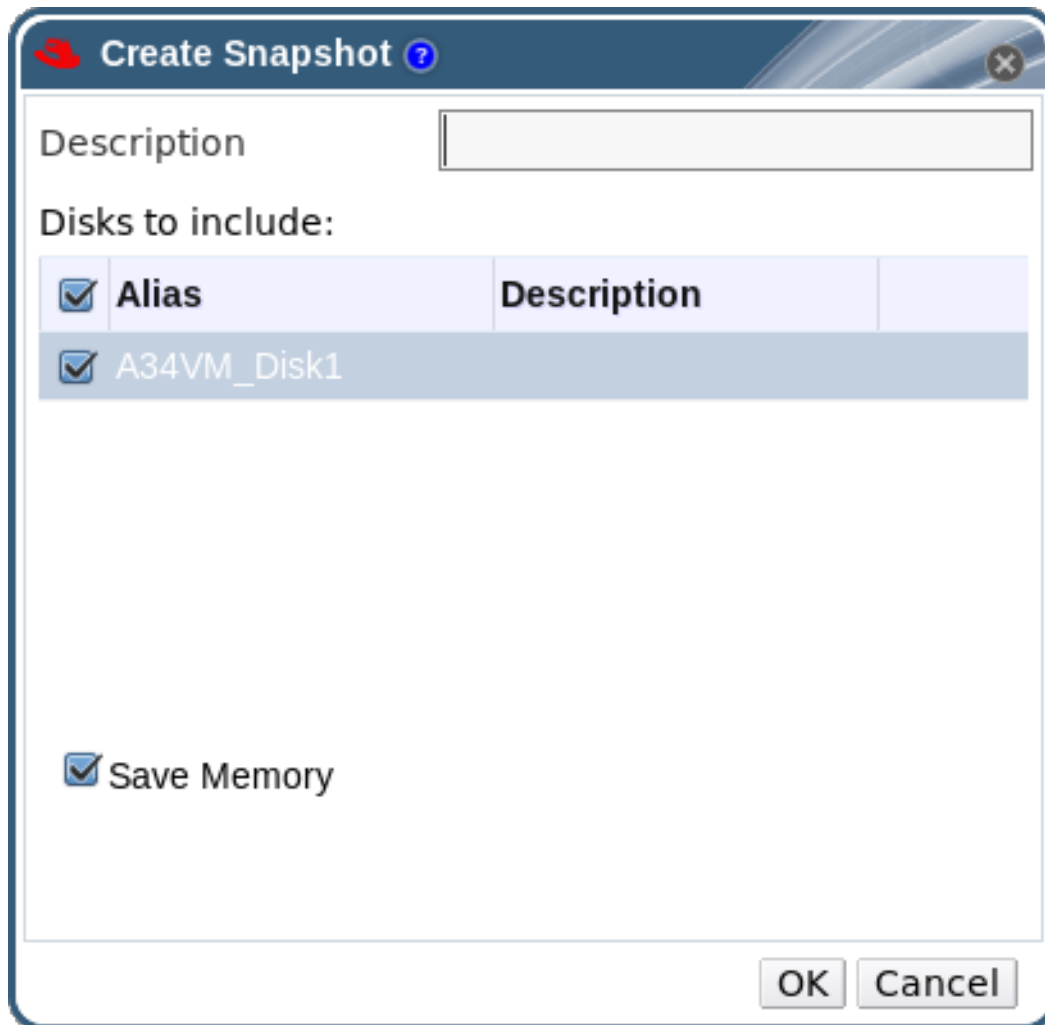 Create Snapshot ?
Description
Disks to include:
Alias Description
A34VM_Disk1
Save Memory
OK Cancel